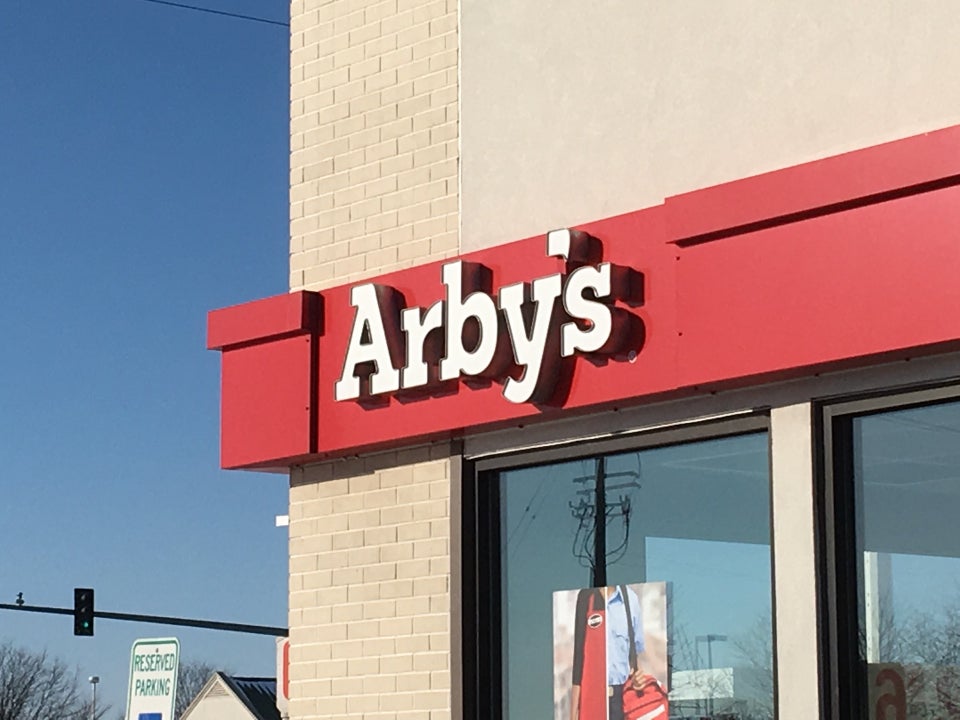 Arby's
RESERVED
PARKING